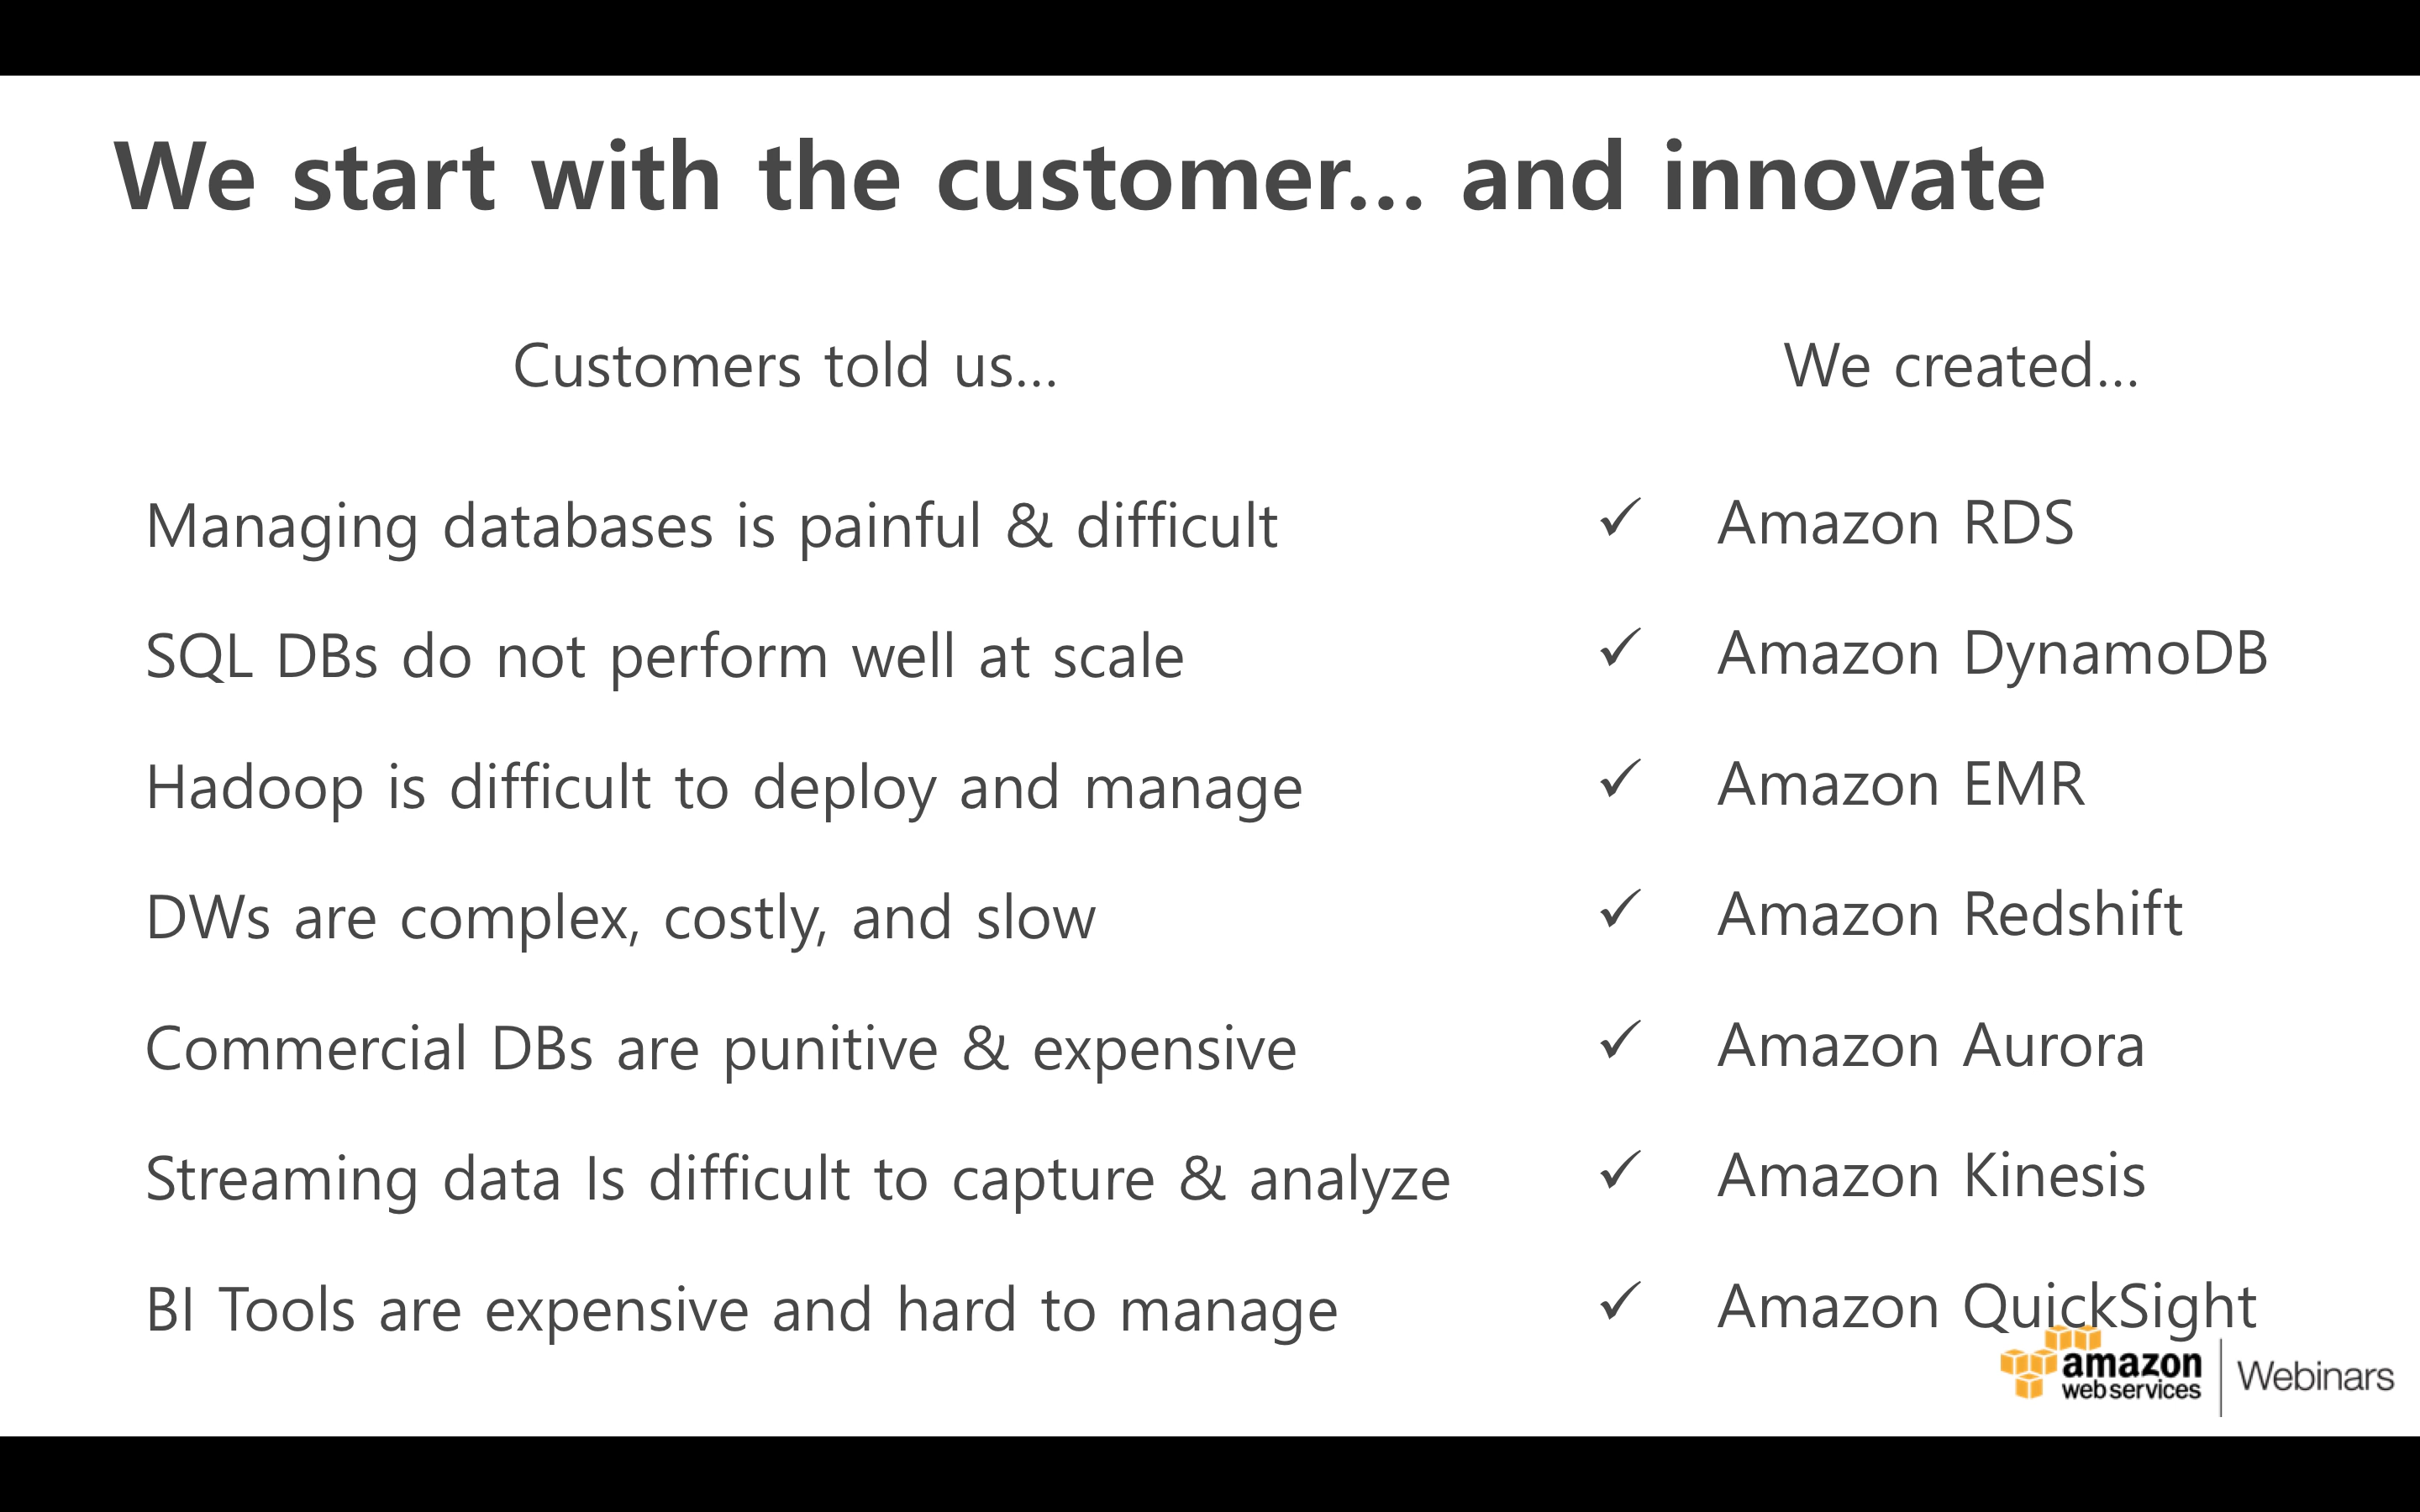 We start with the customer... and innovate
Customers told us...
We created...
Managing databases is painful & difficult
✓ Amazon RDS
SQL DBs do not perform well at scale
✓ Amazon DynamoDB
Hadoop is difficult to deploy and manage
✓ Amazon EMR
DWs are complex, costly, and slow
✓ Amazon Redshift
Commercial DBs are punitive & expensive
✓ Amazon Aurora
Streaming data Is difficult to capture & analyze
✓ Amazon Kinesis
BI Tools are expensive and hard to manage
✓ Amazon QuickSight
amazon
web services
Webinars